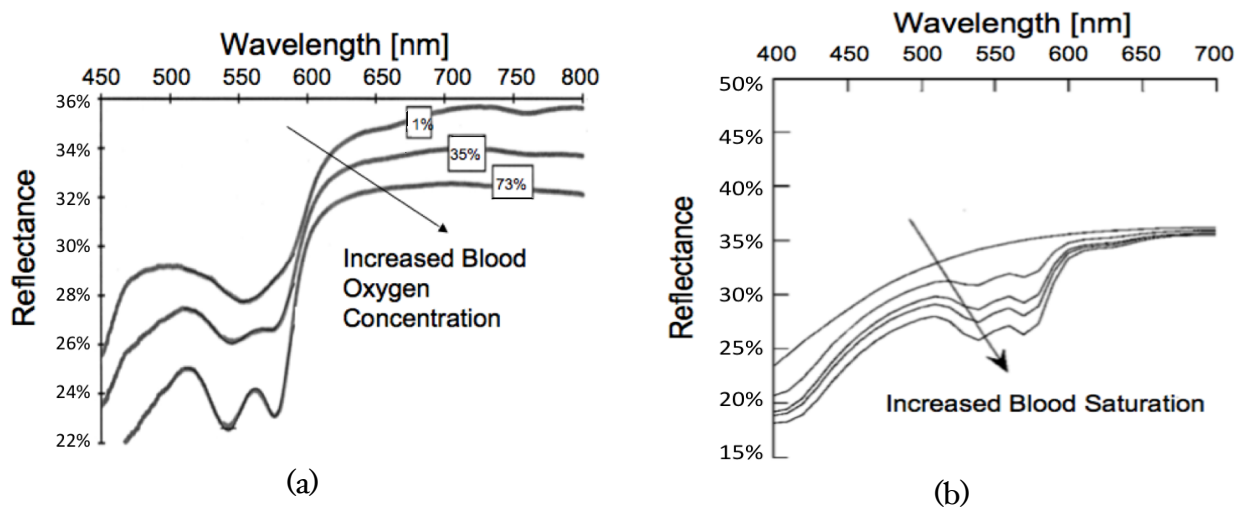 Wavelength [nm]
450 500 550 600 650 700 750 800
36%
34%
32%
30%
28%
26%
24%
22%
Reflectance
1%
35%
73%
Increased Blood
Oxygen
Concentration
(a)
Wavelength [nm]
400 450 500 550 600 650 700
50%
45%
40%
35%
30%
25%
20%
15%
Reflectance
Increased Blood Saturation
(b)